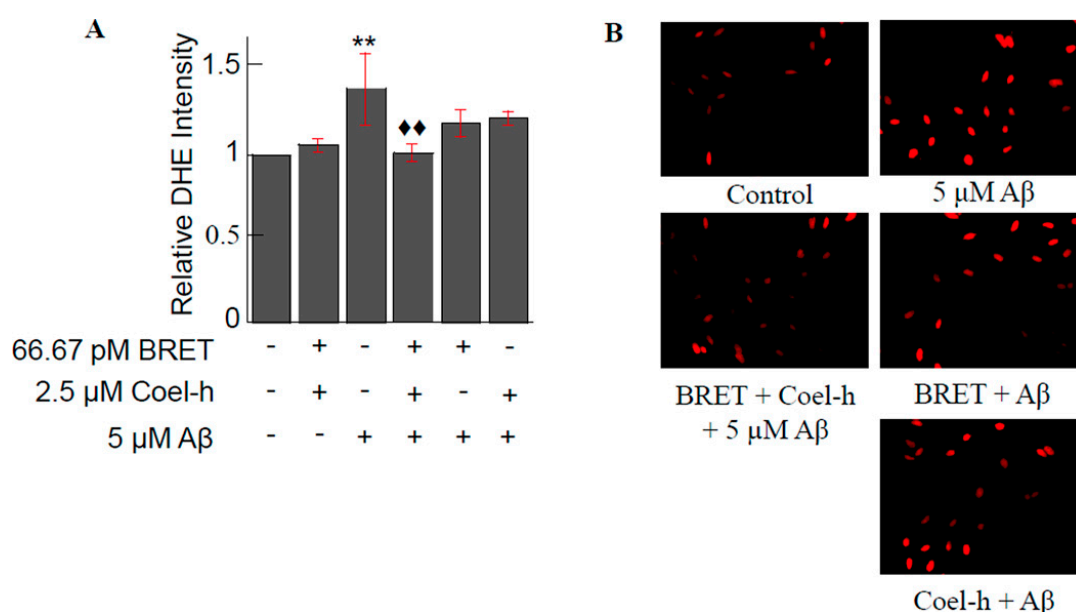 A
Relative DHE Intensity
1.5
1
0.5
0
**
♦♦
66.67 pM BRET - + - + + -
2.5 µM Coel-h - + - + - +
5 µM Aβ - - + + + +
B
Control
5 µM Aβ
BRET + Coel-h
+ 5 µM Aβ
BRET + Aβ
Coel-h + Aβ